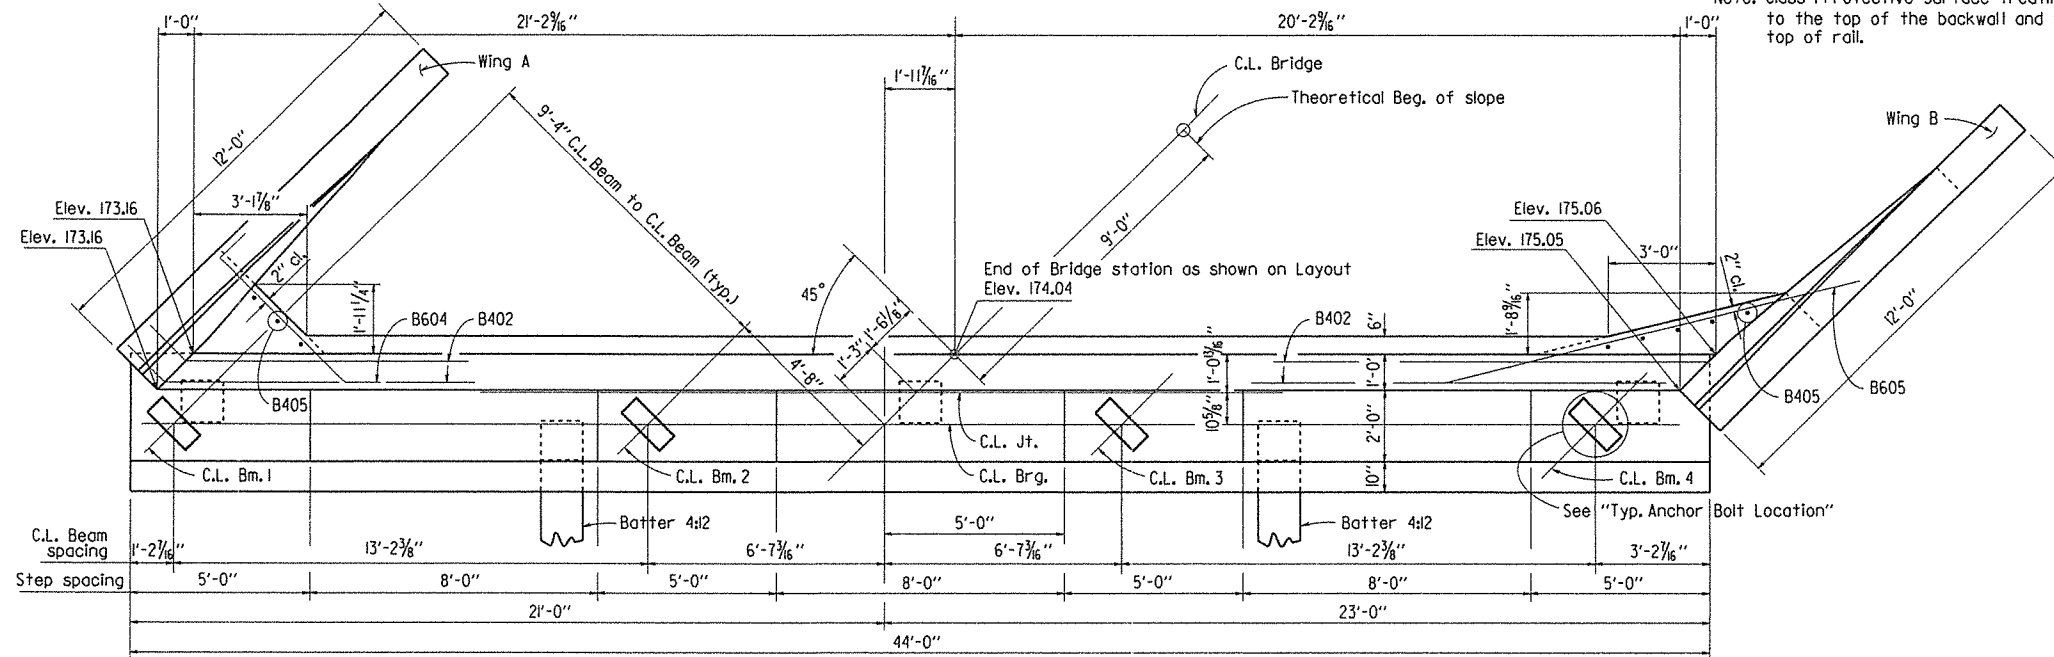 Note: Class 1 Protective Surface Treatm
to the top of the backwall and
top of rail.
1'-0"
21'-2 9/16"
20'-2 9/16"
1'-0"
Wing A
1'-11 7/16"
C.L. Bridge
Theoretical Beg. of slope
Wing B
12'-0"
9'-4" C.L. Beam to C.L. Beam (typ.)
9'-0"
3'-1 7/8"
Elev. 173.16
Elev. 173.16
Elev. 175.06
Elev. 175.05
3'-0"
2" cl.
2" cl.
12'-0"
End of Bridge station as shown on Layout
Elev. 174.04
45°
1'-11 1/4"
1'-8 9/16"
B604
B402
1'-3"
1'-6 1/8"
B402
6"
1'-0 13/16"
1'-0"
4'-8"
B405
B405
B605
10 5/8"
2'-0"
C.L. Jt.
C.L. Bm. 1
C.L. Bm. 2
C.L. Brg.
C.L. Bm. 3
10"
C.L. Bm. 4
See "Typ. Anchor Bolt Location"
Batter 4:12
5'-0"
Batter 4:12
C.L. Beam
spacing
1'-2 7/16"
13'-2 3/8"
6'-7 3/16"
6'-7 3/16"
13'-2 3/8"
3'-2 7/16"
Step spacing
5'-0"
8'-0"
5'-0"
8'-0"
5'-0"
8'-0"
5'-0"
21'-0"
23'-0"
44'-0"